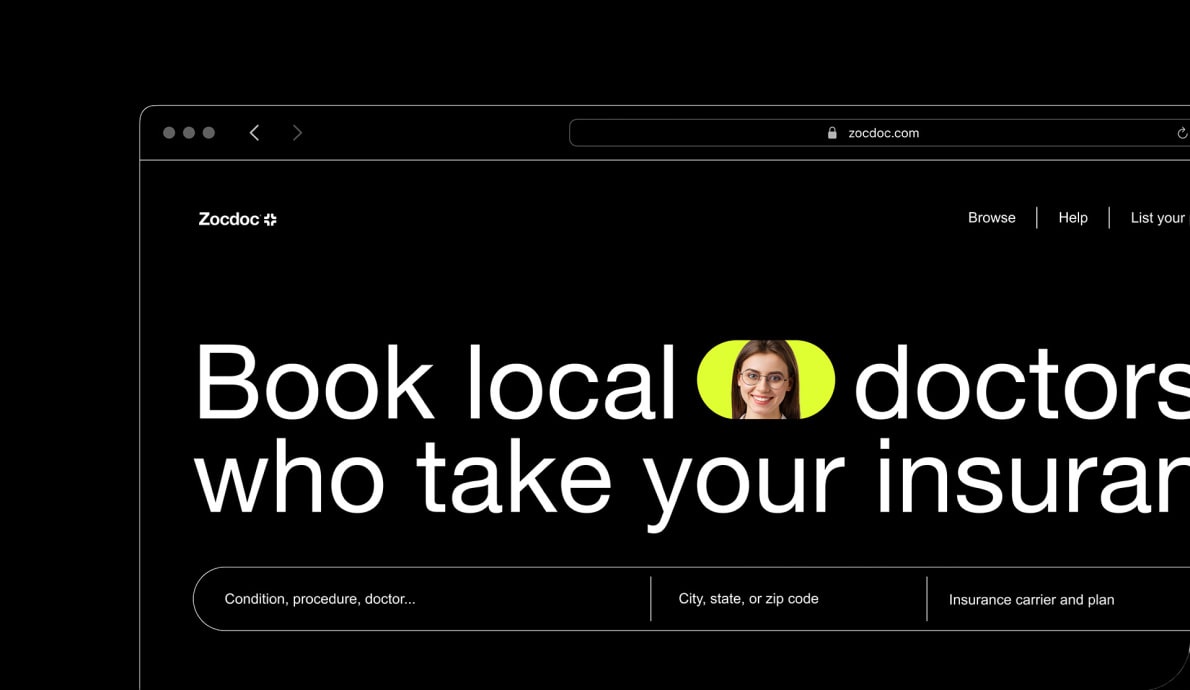 zocdoc.com
Zocdoc
Browse
Help
List your
Book local doctors
who take your insuran
Condition, procedure, doctor...
City, state, or zip code
Insurance carrier and plan